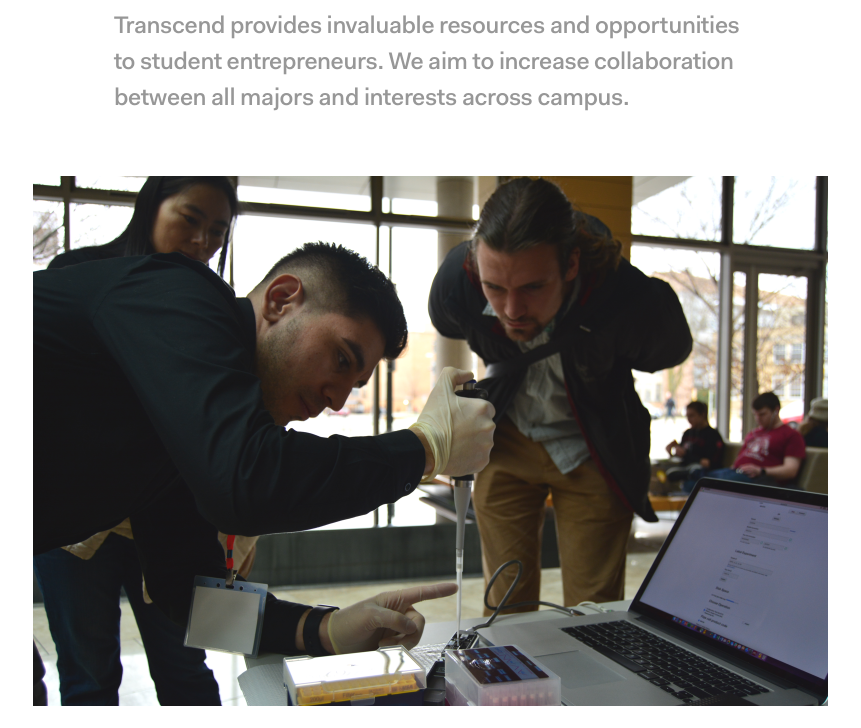 Transcend provides invaluable resources and opportunities
to student entrepreneurs. We aim to increase collaboration
between all majors and interests across campus.